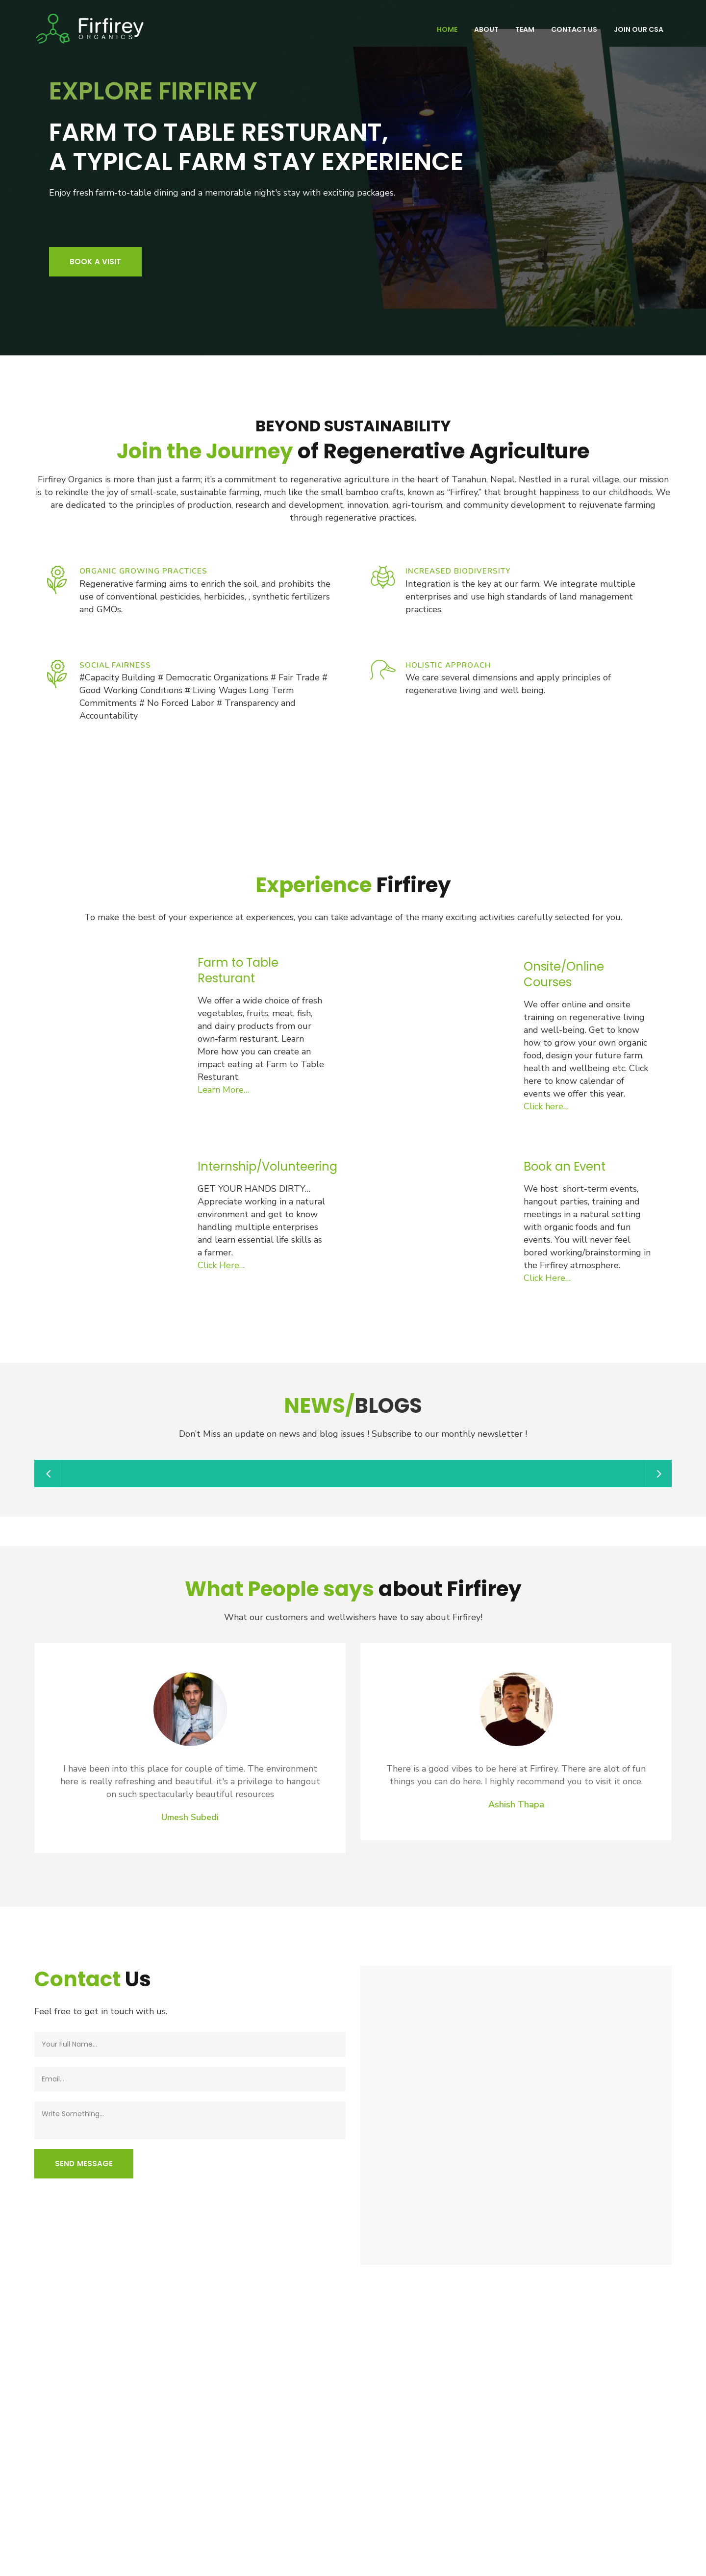 Firfirey
ORGANICS
HOME
ABOUT
TEAM
CONTACT US
JOIN OUR CSA
EXPLORE FIRFIREY
FARM TO TABLE RESTURANT,
A TYPICAL FARM STAY EXPERIENCE
Enjoy fresh farm-to-table dining and a memorable night's stay with exciting packages.
BOOK A VISIT
BEYOND SUSTAINABILITY
Join the Journey of Regenerative Agriculture
Firfirey Organics is more than just a farm; it's a commitment to regenerative agriculture in the heart of Tanahun, Nepal. Nestled in a rural village, our mission
is to rekindle the joy of small-scale, sustainable farming, much like the small bamboo crafts, known as “Firfirey,” that brought happiness to our childhoods. We
are dedicated to the principles of production, research and development, innovation, agri-tourism, and community development to rejuvenate farming
through regenerative practices.
ORGANIC GROWING PRACTICES
Regenerative farming aims to enrich the soil, and prohibits the
use of conventional pesticides, herbicides, , synthetic fertilizers
and GMOs.
INCREASED BIODIVERSITY
Integration is the key at our farm. We integrate multiple
enterprises and use high standards of land management
practices.
SOCIAL FAIRNESS
#Capacity Building # Democratic Organizations # Fair Trade #
Good Working Conditions # Living Wages Long Term
Commitments # No Forced Labor # Transparency and
Accountability
HOLISTIC APPROACH
We care several dimensions and apply principles of
regenerative living and well being.
Experience Firfirey
To make the best of your experience at experiences, you can take advantage of the many exciting activities carefully selected for you.
Farm to Table
Resturant
We offer a wide choice of fresh
vegetables, fruits, meat, fish,
and dairy products from our
own-farm resturant. Learn
More how you can create an
impact eating at Farm to Table
Resturant.
Learn More...
Onsite/Online
Courses
We offer online and onsite
training on regenerative living
and well-being. Get to know
how to grow your own organic
food, design your future farm,
health and wellbeing etc. Click
here to know calendar of
events we offer this year.
Click here...
Internship/Volunteering
GET YOUR HANDS DIRTY...
Appreciate working in a natural
environment and get to know
handling multiple enterprises
and learn essential life skills as
a farmer.
Click Here...
Book an Event
We host  short-term events,
hangout parties, training and
meetings in a natural setting
with organic foods and fun
events. You will never feel
bored working/brainstorming in
the Firfirey atmosphere.
Click Here...
NEWS/BLOGS
Don't Miss an update on news and blog issues ! Subscribe to our monthly newsletter !
What People says about Firfirey
What our customers and wellwishers have to say about Firfirey!
I have been into this place for couple of time. The environment
here is really refreshing and beautiful. it's a privilege to hangout
on such spectacularly beautiful resources
Umesh Subedi
There is a good vibes to be here at Firfirey. There are alot of fun
things you can do here. I highly recommend you to visit it once.
Ashish Thapa
Contact Us
Feel free to get in touch with us.
Your Full Name...
Email...
Write Something...
SEND MESSAGE